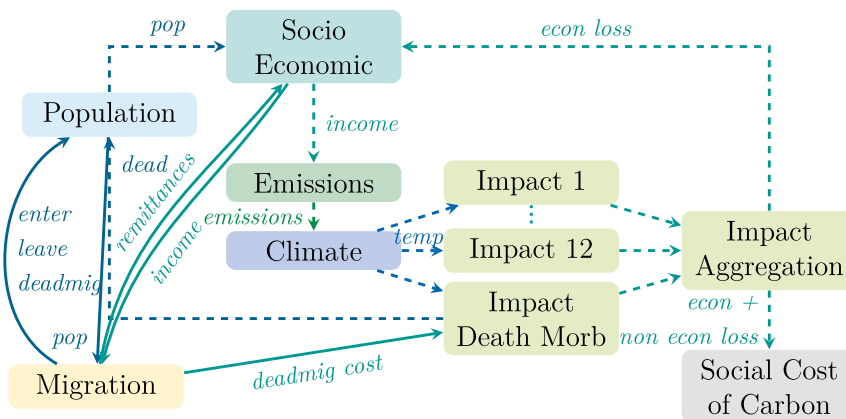 pop
Socio
Economic
econ loss
Population
income
dead
remittances
Emissions
Impact 1
enter
emissions
leave
income
Climate
temp
Impact 12
Impact
Aggregation
deadmig
Impact
Death Morb
econ +
non econ loss
pop
Migration
deadmig cost
Social Cost
of Carbon